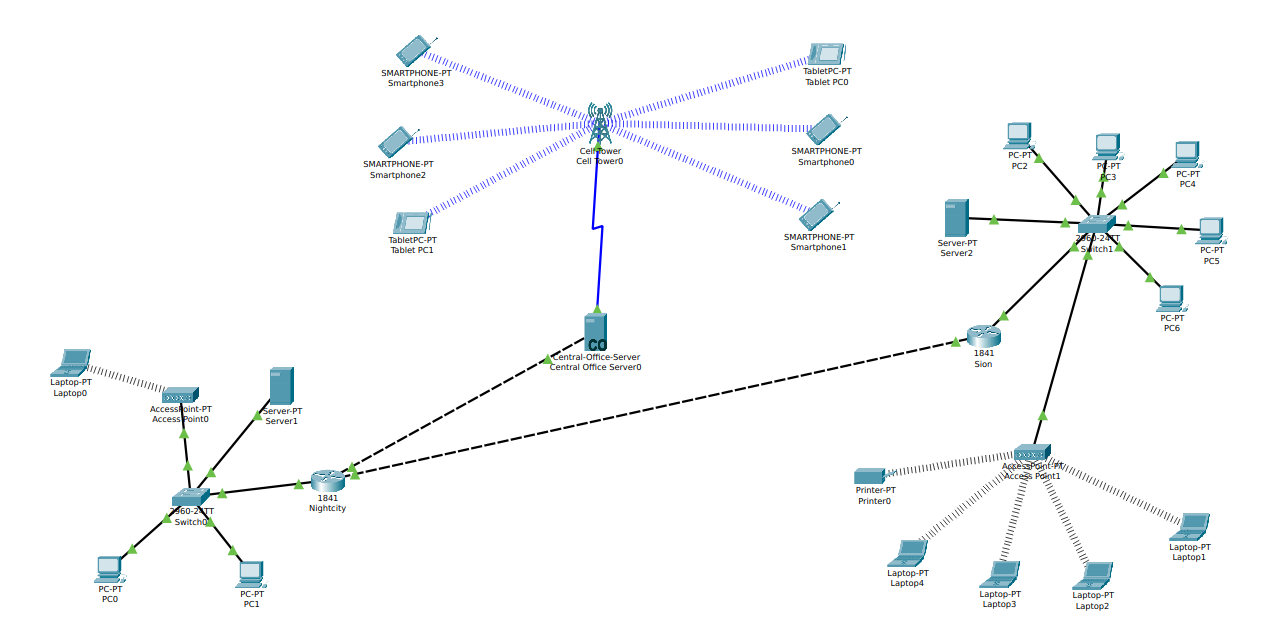 SMARTPHONE-PT
Smartphone3
TabletPC-PT
Tablet PC0
SMARTPHONE-PT
Smartphone2
Cell Tower
Cell Tower0
SMARTPHONE-PT
Smartphone0
TabletPC-PT
Tablet PC1
SMARTPHONE-PT
Smartphone1
PC-PT
PC2
PC-PT
PC3
PC-PT
PC4
Server-PT
Server2
2960-24TT
Switch1
PC-PT
PC5
PC-PT
PC6
CO
Central-Office-Server
Central Office Server0
1841
Sion
Laptop-PT
Laptop0
AccessPoint-PT
Access Point0
Server-PT
Server1
2960-24TT
Switch0
1841
Nightcity
PC-PT
PC0
PC-PT
PC1
AccessPoint-PT
Access Point1
Printer-PT
Printer0
Laptop-PT
Laptop4
Laptop-PT
Laptop3
Laptop-PT
Laptop2
Laptop-PT
Laptop1